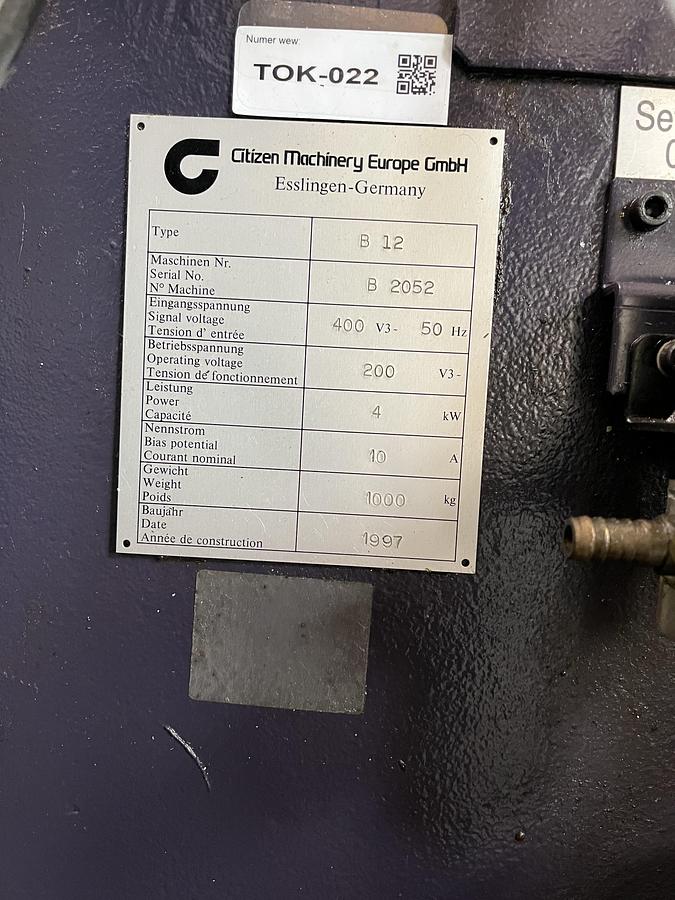 Numer wew:
TOK-022
Citizen Machinery Europe GmbH
Esslingen-Germany
Type
B 12
Maschinen Nr.
Serial No.
Nº Machine
B 2052
Eingangsspannung
Signal voltage
Tension d' entrée
400 V3~ 50 Hz
Betriebsspannung
Operating voltage
Tension de fonctionnement
200 V3~
Leistung
Power
Capacité
4 kW
Nennstrom
Bias potential
Courant nominal
10 A
Gewicht
Weight
Poids
1000 kg
Baujahr
Date
Année de construction
1997